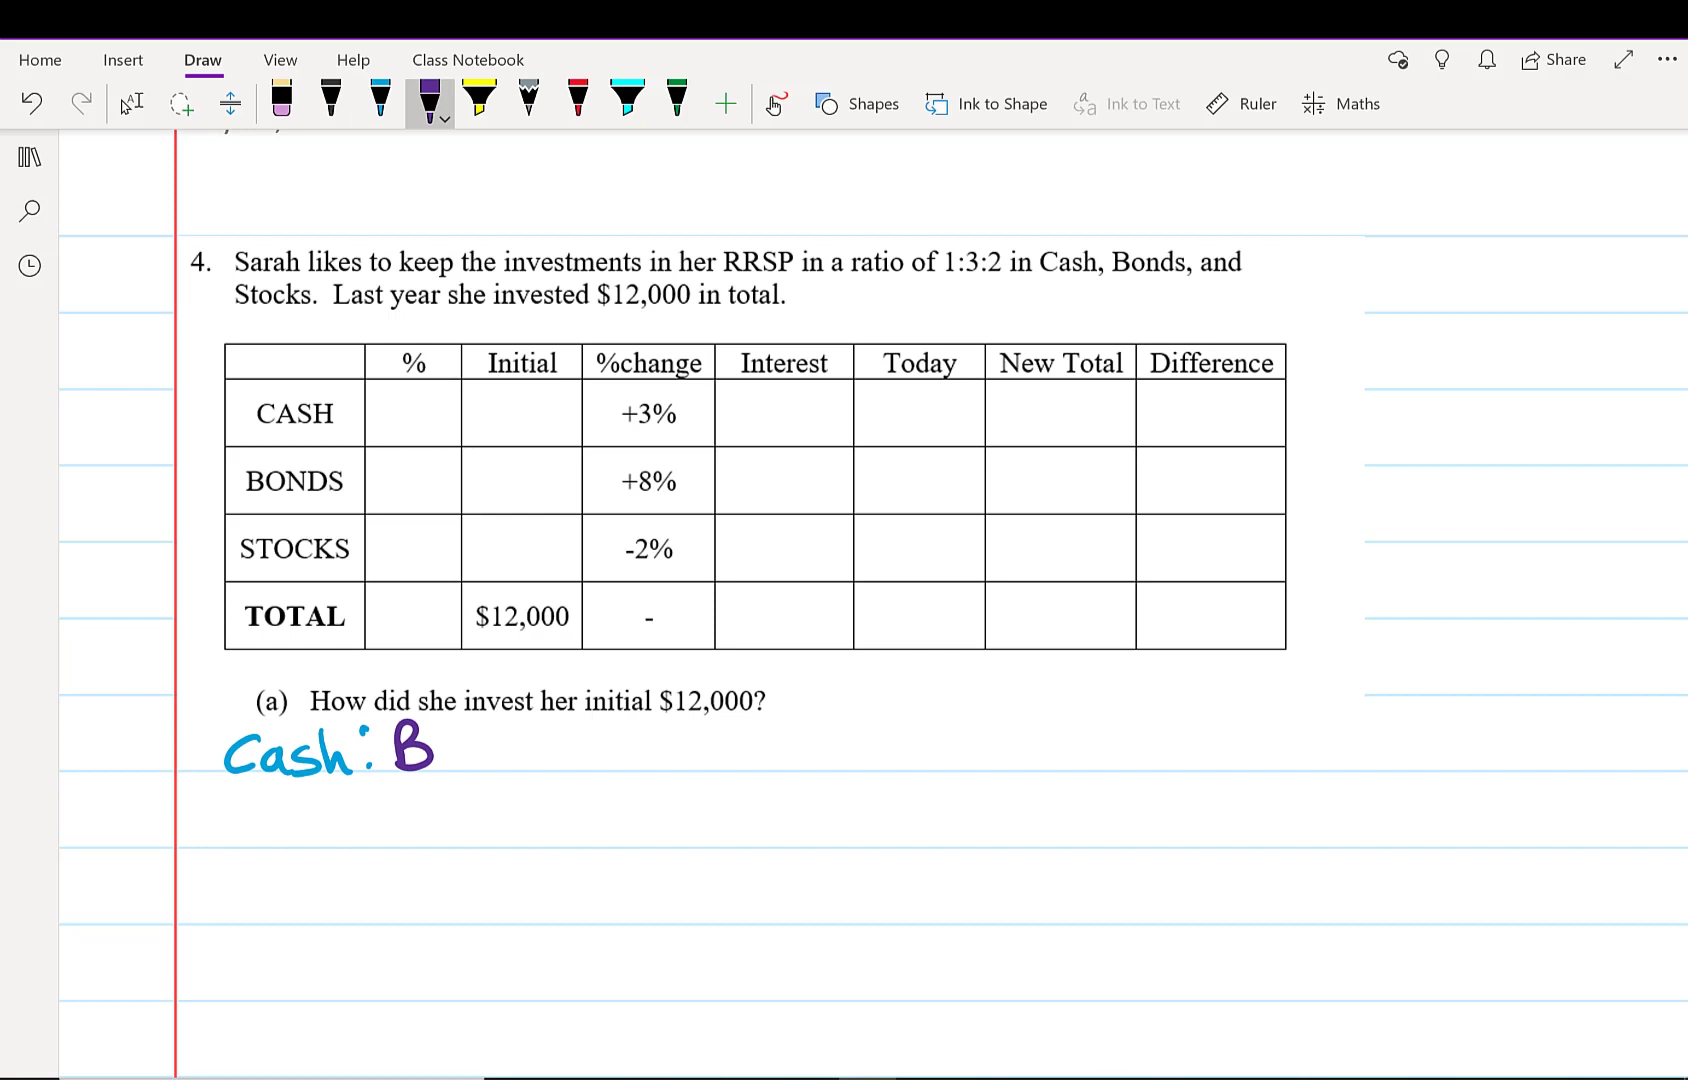 Home Insert Draw View Help Class Notebook Share
Shapes Ink to Shape Ink to Text Ruler Maths
4. Sarah likes to keep the investments in her RRSP in a ratio of 1:3:2 in Cash, Bonds, and
Stocks. Last year she invested $12,000 in total.
% Initial %change Interest Today New Total Difference
CASH +3%
BONDS +8%
STOCKS -2%
TOTAL $12,000 -
(a) How did she invest her initial $12,000?
Cash: B